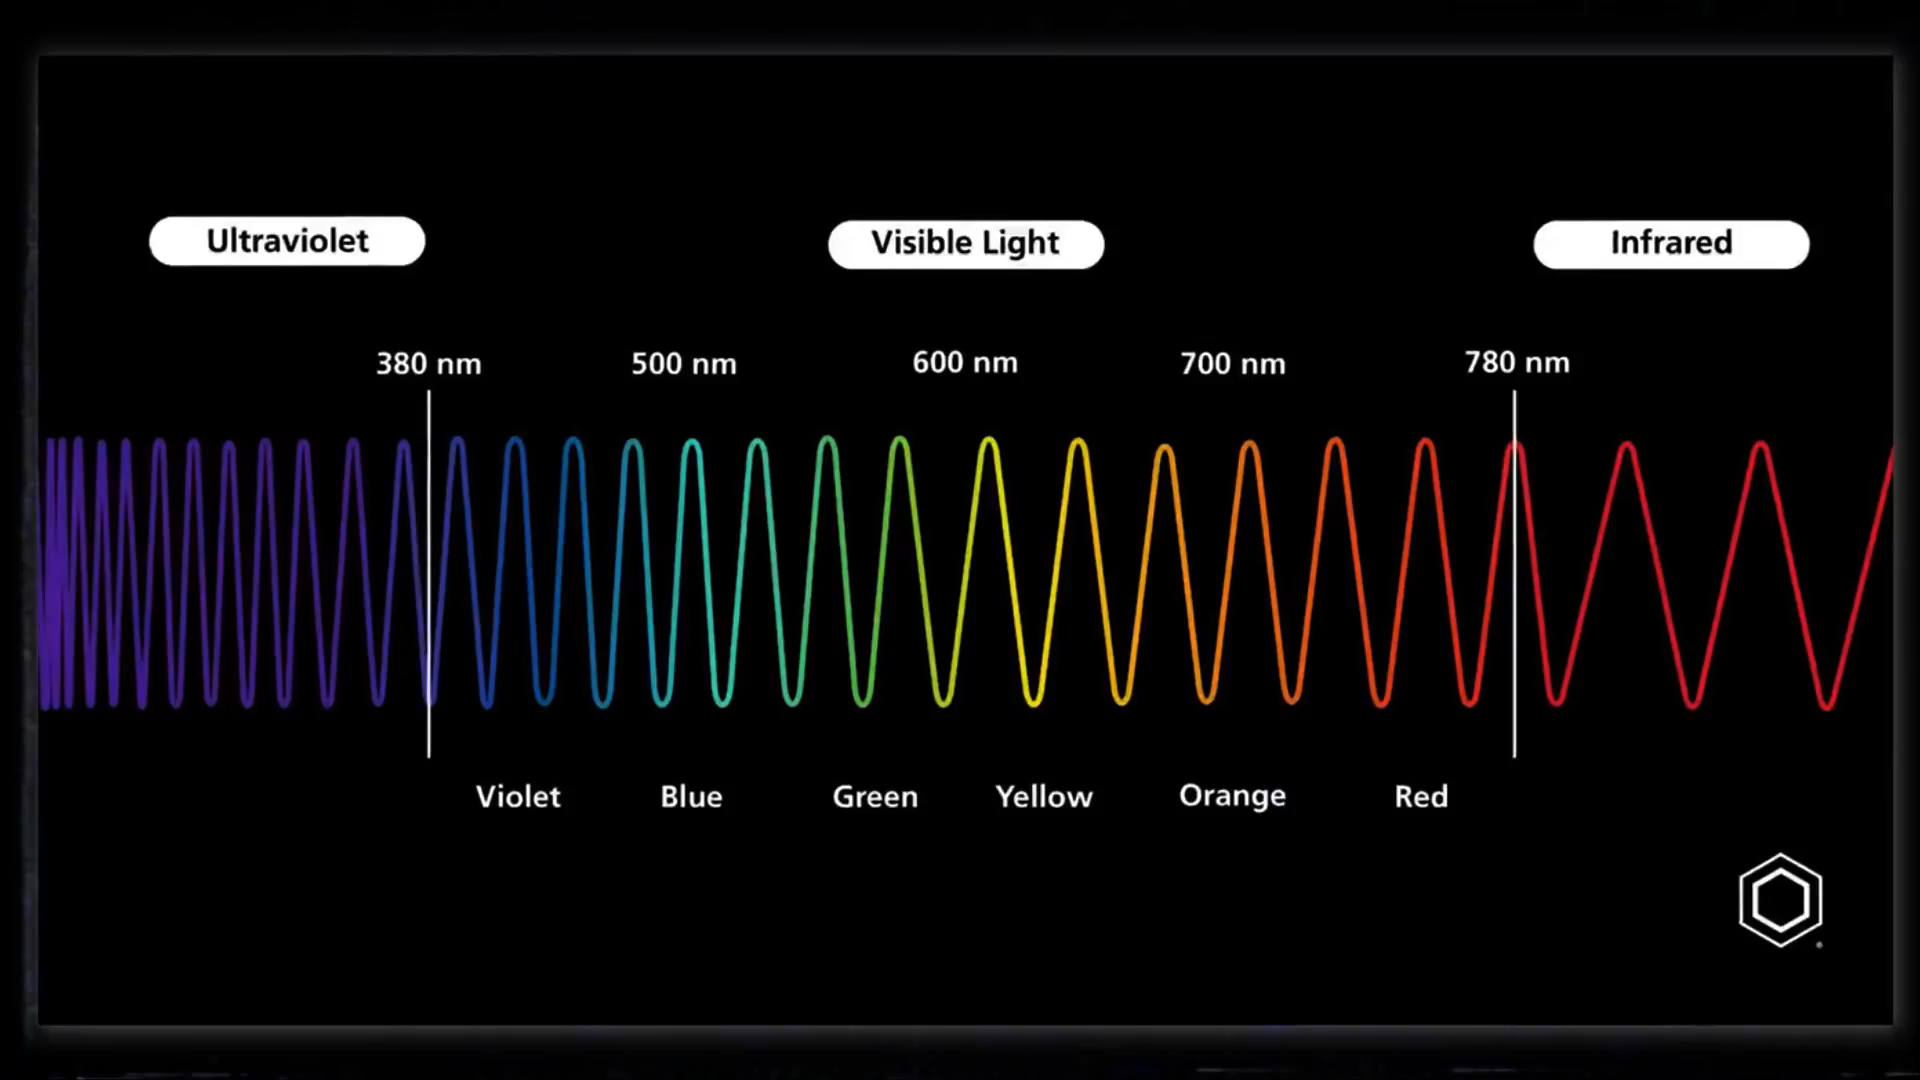 Ultraviolet
Visible Light
Infrared
380 nm
500 nm
600 nm
700 nm
780 nm
Violet
Blue
Green
Yellow
Orange
Red